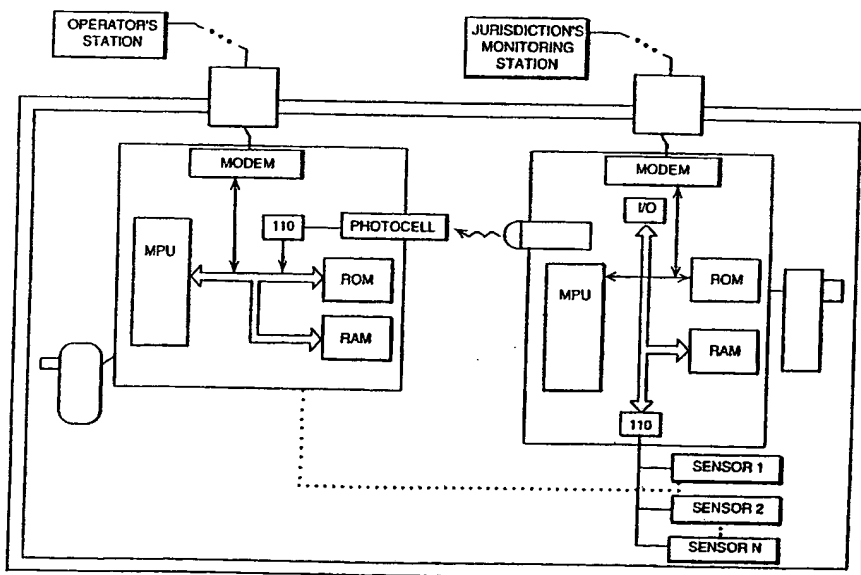 OPERATOR'S
STATION
JURISDICTION'S
MONITORING
STATION
MODEM
MODEM
I/O
110
PHOTOCELL
MPU
ROM
RAM
MPU
ROM
RAM
110
SENSOR 1
SENSOR 2
SENSOR N